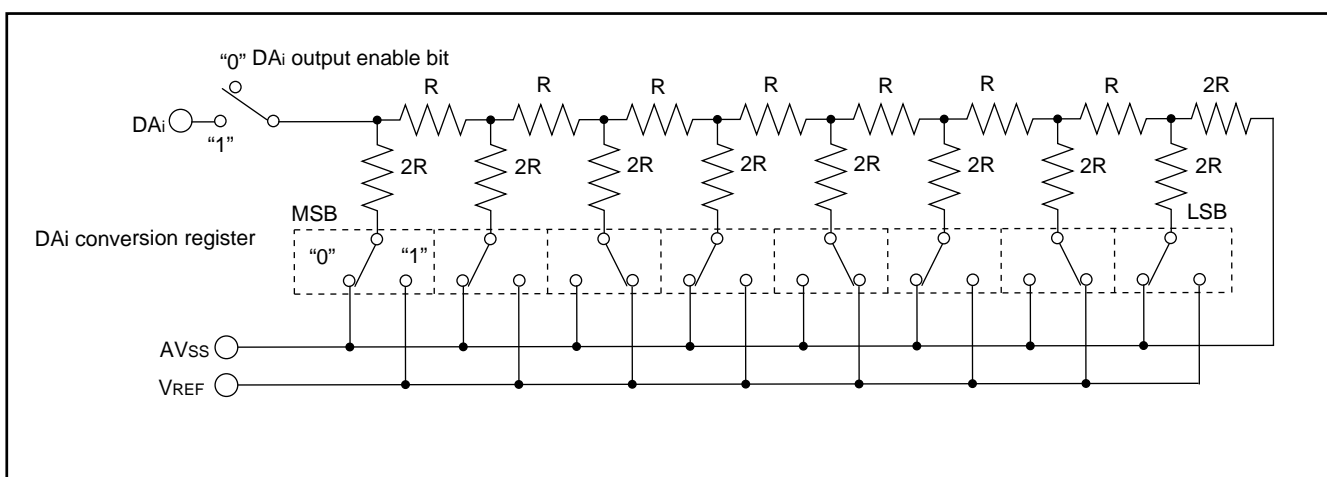 “0” DAi output enable bit
R R R R R R R 2R
DAi
“1”
2R 2R 2R 2R 2R 2R 2R 2R
MSB LSB
DAi conversion register
“0” “1”
AVSS
VREF